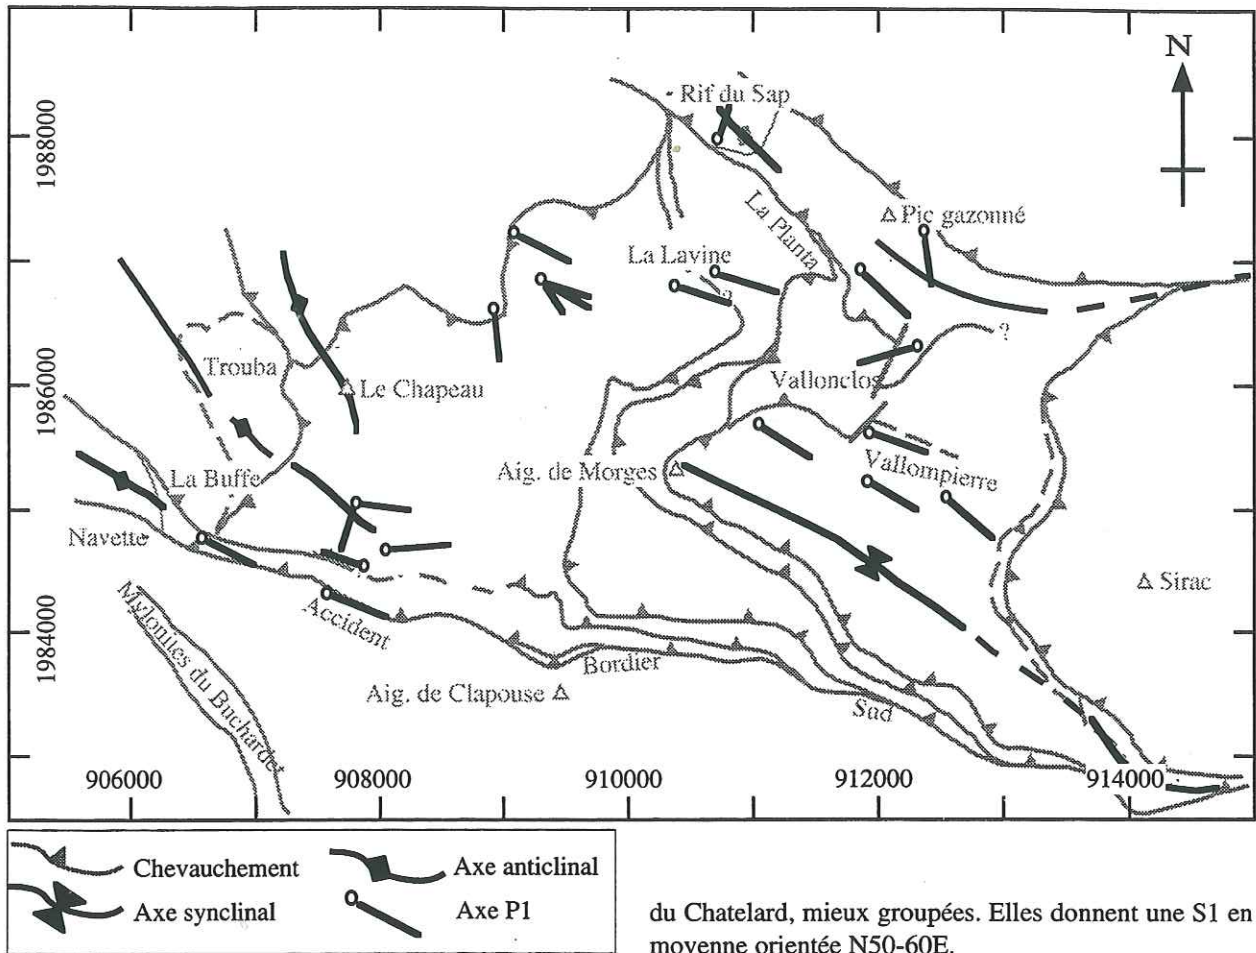 N
Rif du Sap
1988000
Pic gazonné
La Planta
La Lavine
?
?
Trouba
Le Chapeau
1986000
Vallonclos
Aig. de Morges
Vallompierre
La Buffe
Navette
Sirac
Accident
1984000
Mylonites du Buchardet
Bordier
Aig. de Clapouse
Sud
906000 908000 910000 912000 914000
Chevauchement
Axe anticlinal
Axe synclinal
Axe P1
du Chatelard, mieux groupées. Elles donnent une S1 en
moyenne orientée N50-60E.